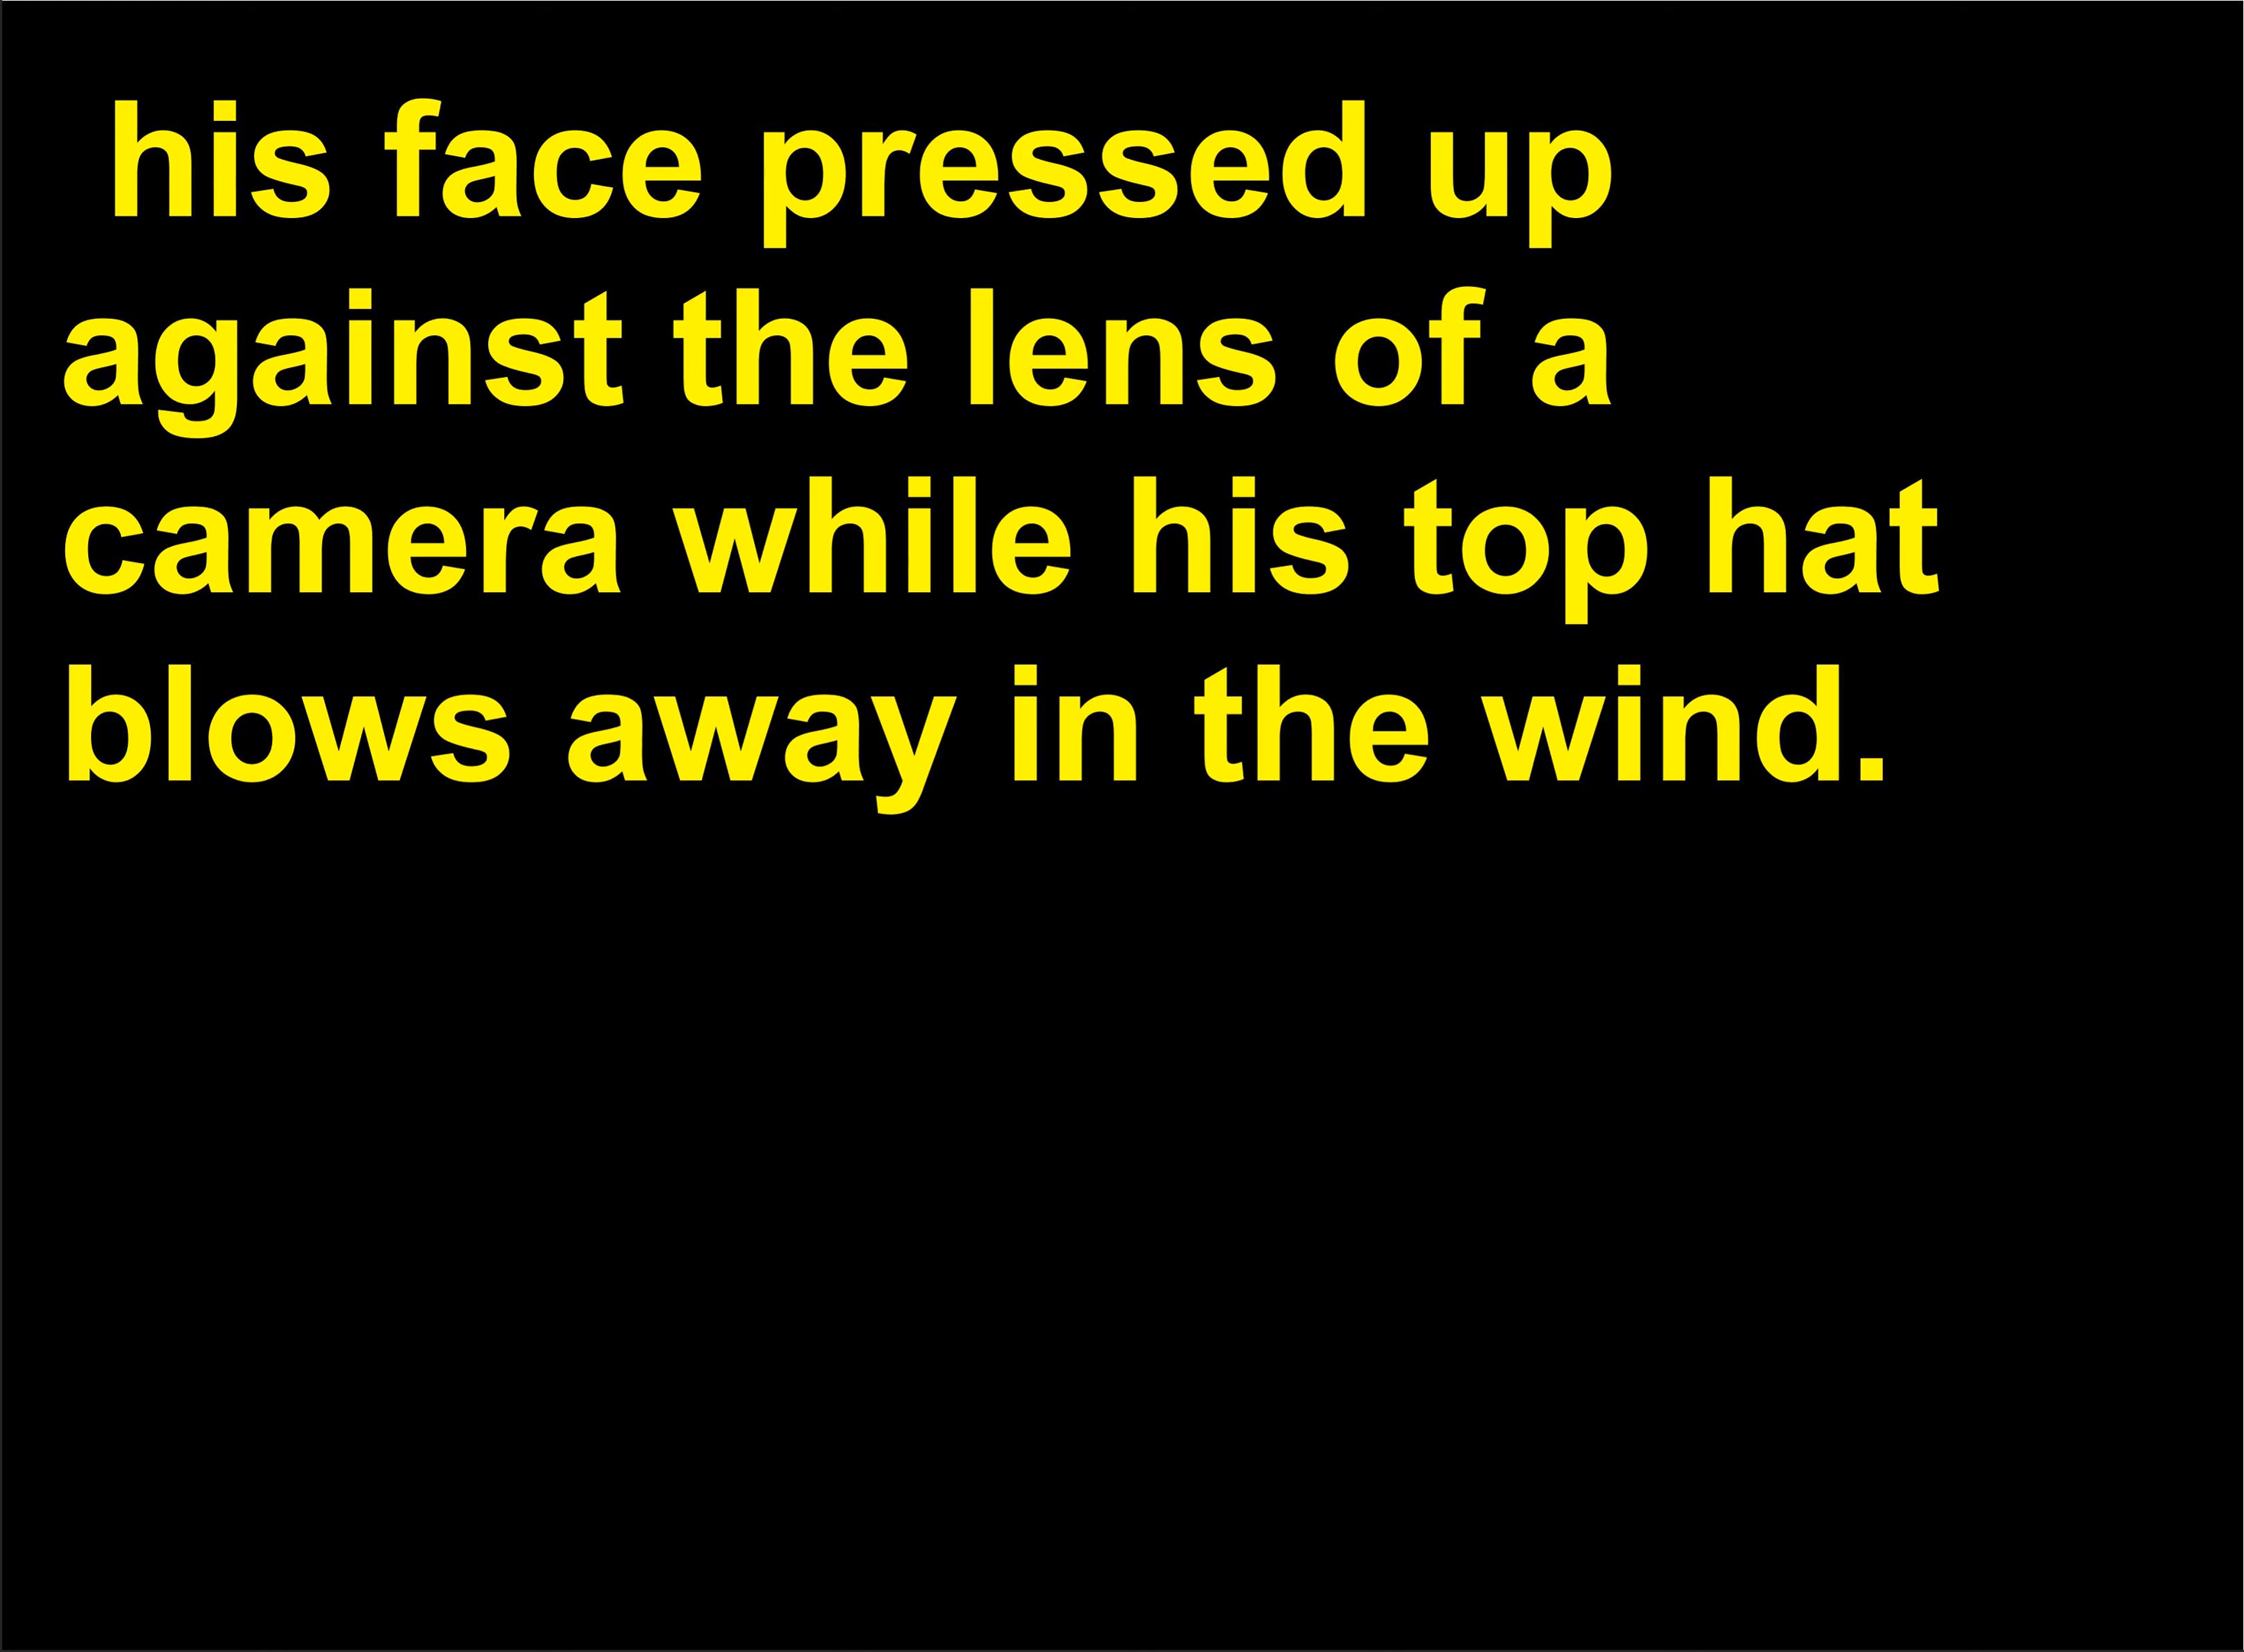 his face pressed up
against the lens of a
camera while his top hat
blows away in the wind.